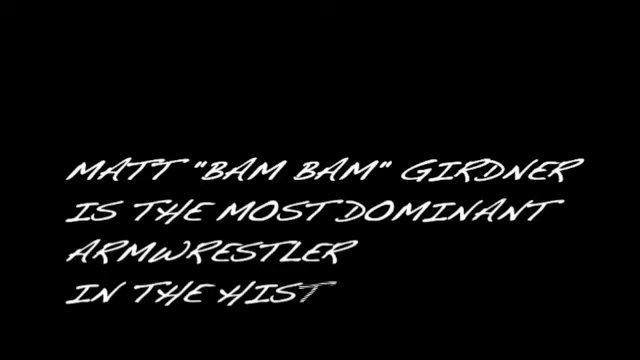 MATT "BAM BAM" GIRDNER
IS THE MOST DOMINANT
ARMWRESTLER
IN THE HIST